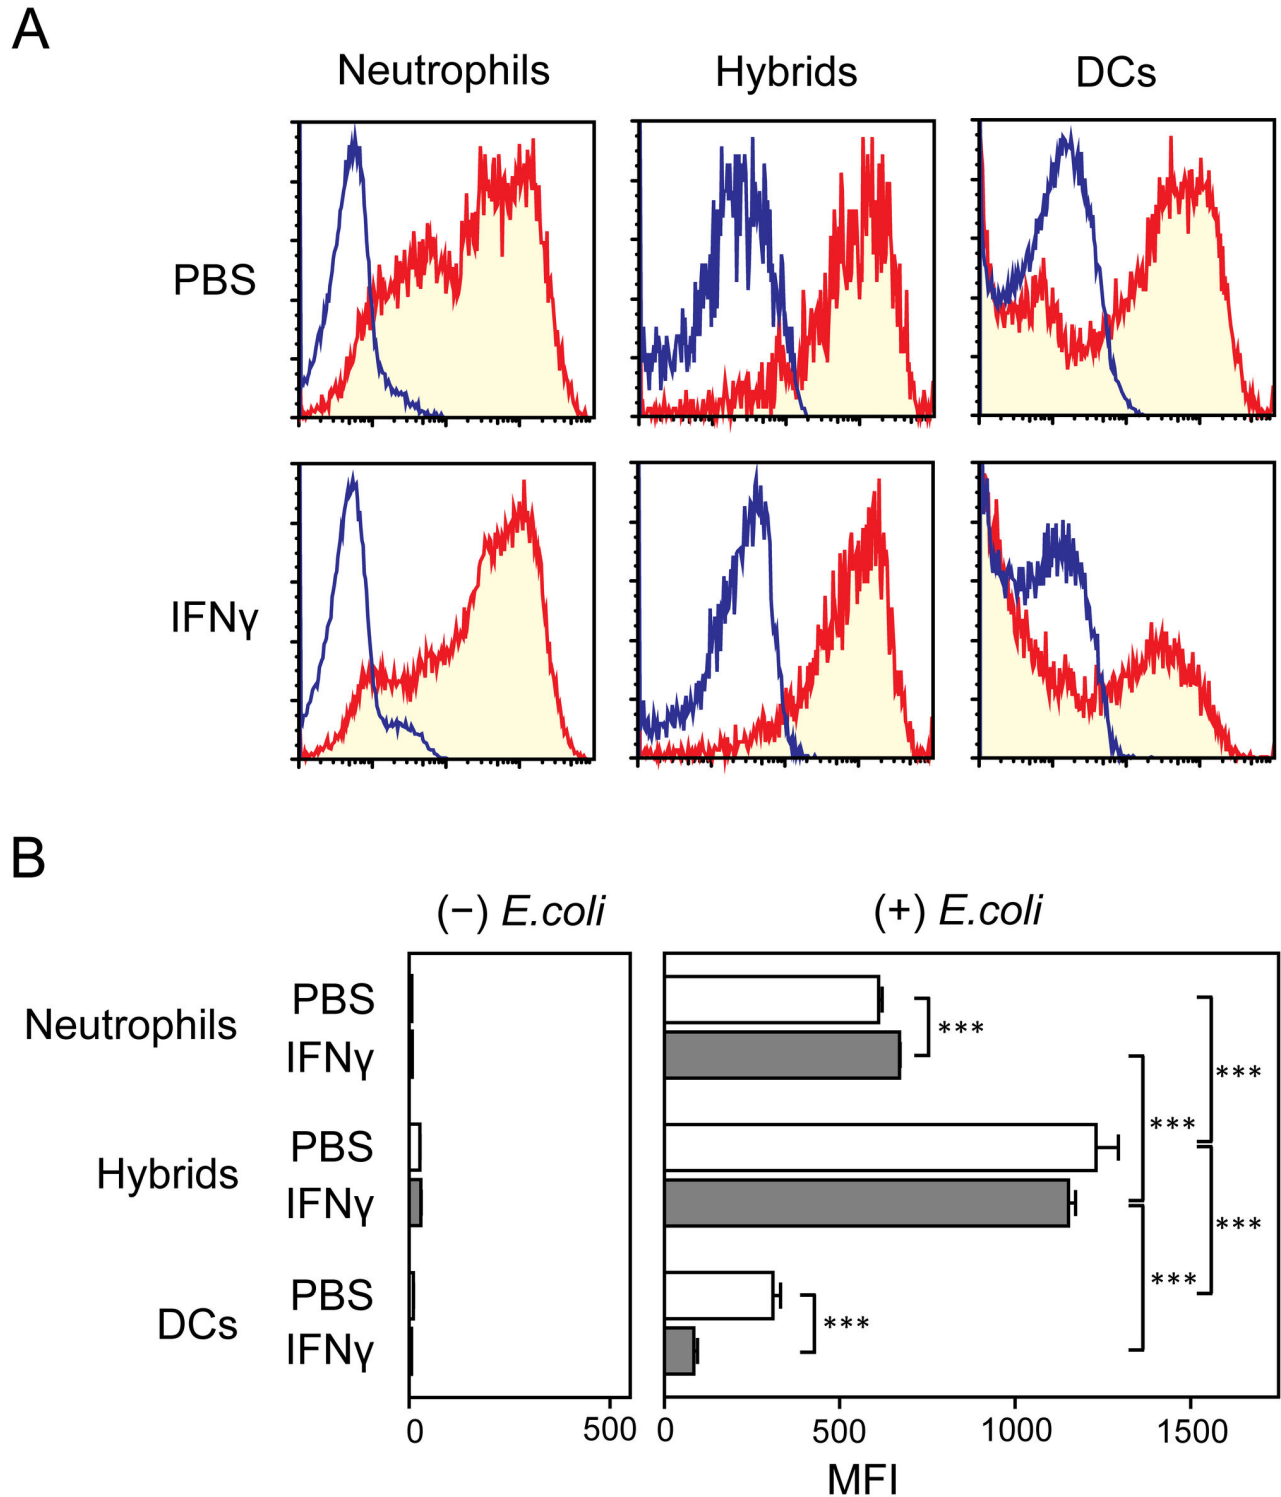 A
Neutrophils Hybrids DCs
PBS
IFNγ
B
(−) E.coli (+) E.coli
Neutrophils
PBS
IFNγ
***
***
***
Hybrids
PBS
IFNγ
***
***
DCs
PBS
IFNγ
***
0 500 0 500 1000 1500
MFI